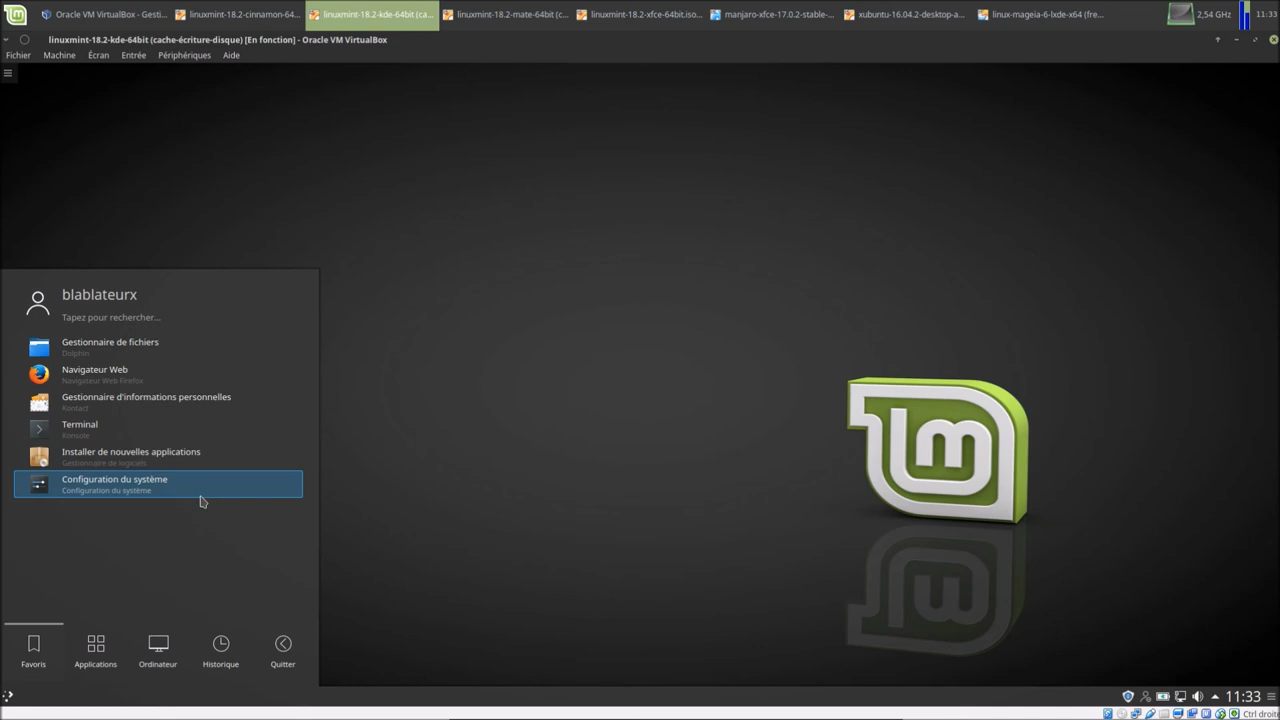 Oracle VM VirtualBox - Gesti...
linuxmint-18.2-cinnamon-64...
linuxmint-18.2-kde-64bit (ca...
linuxmint-18.2-mate-64bit (c...
linuxmint-18.2-xfce-64bit.iso...
manjaro-xfce-17.0.2-stable-...
xubuntu-16.04.2-desktop-a...
linux-mageia-6-lxde-x64 (fre...
2,54 GHz
11:33
linuxmint-18.2-kde-64bit (cache-écriture-disque) [En fonction] - Oracle VM VirtualBox
Fichier Machine Écran Entrée Périphériques Aide
blablateurx
Tapez pour rechercher...
Gestionnaire de fichiers
Dolphin
Navigateur Web
Navigateur Web Firefox
Gestionnaire d'informations personnelles
Kontact
Terminal
Konsole
Installer de nouvelles applications
Gestionnaire de logiciels
Configuration du système
Configuration du système
Favoris
Applications
Ordinateur
Historique
Quitter
11:33
Ctrl droite